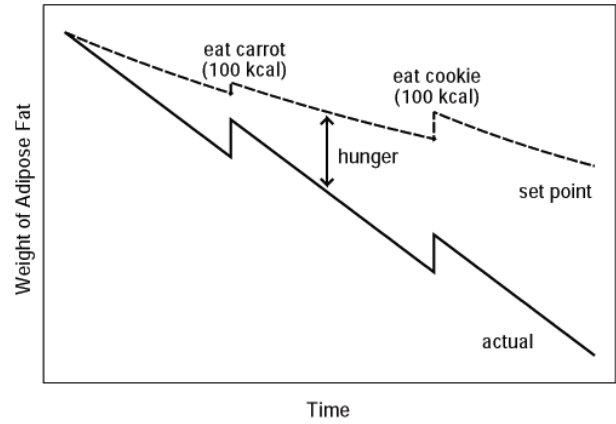 eat carrot
(100 kcal)
eat cookie
(100 kcal)
hunger
set point
actual
Weight of Adipose Fat
Time